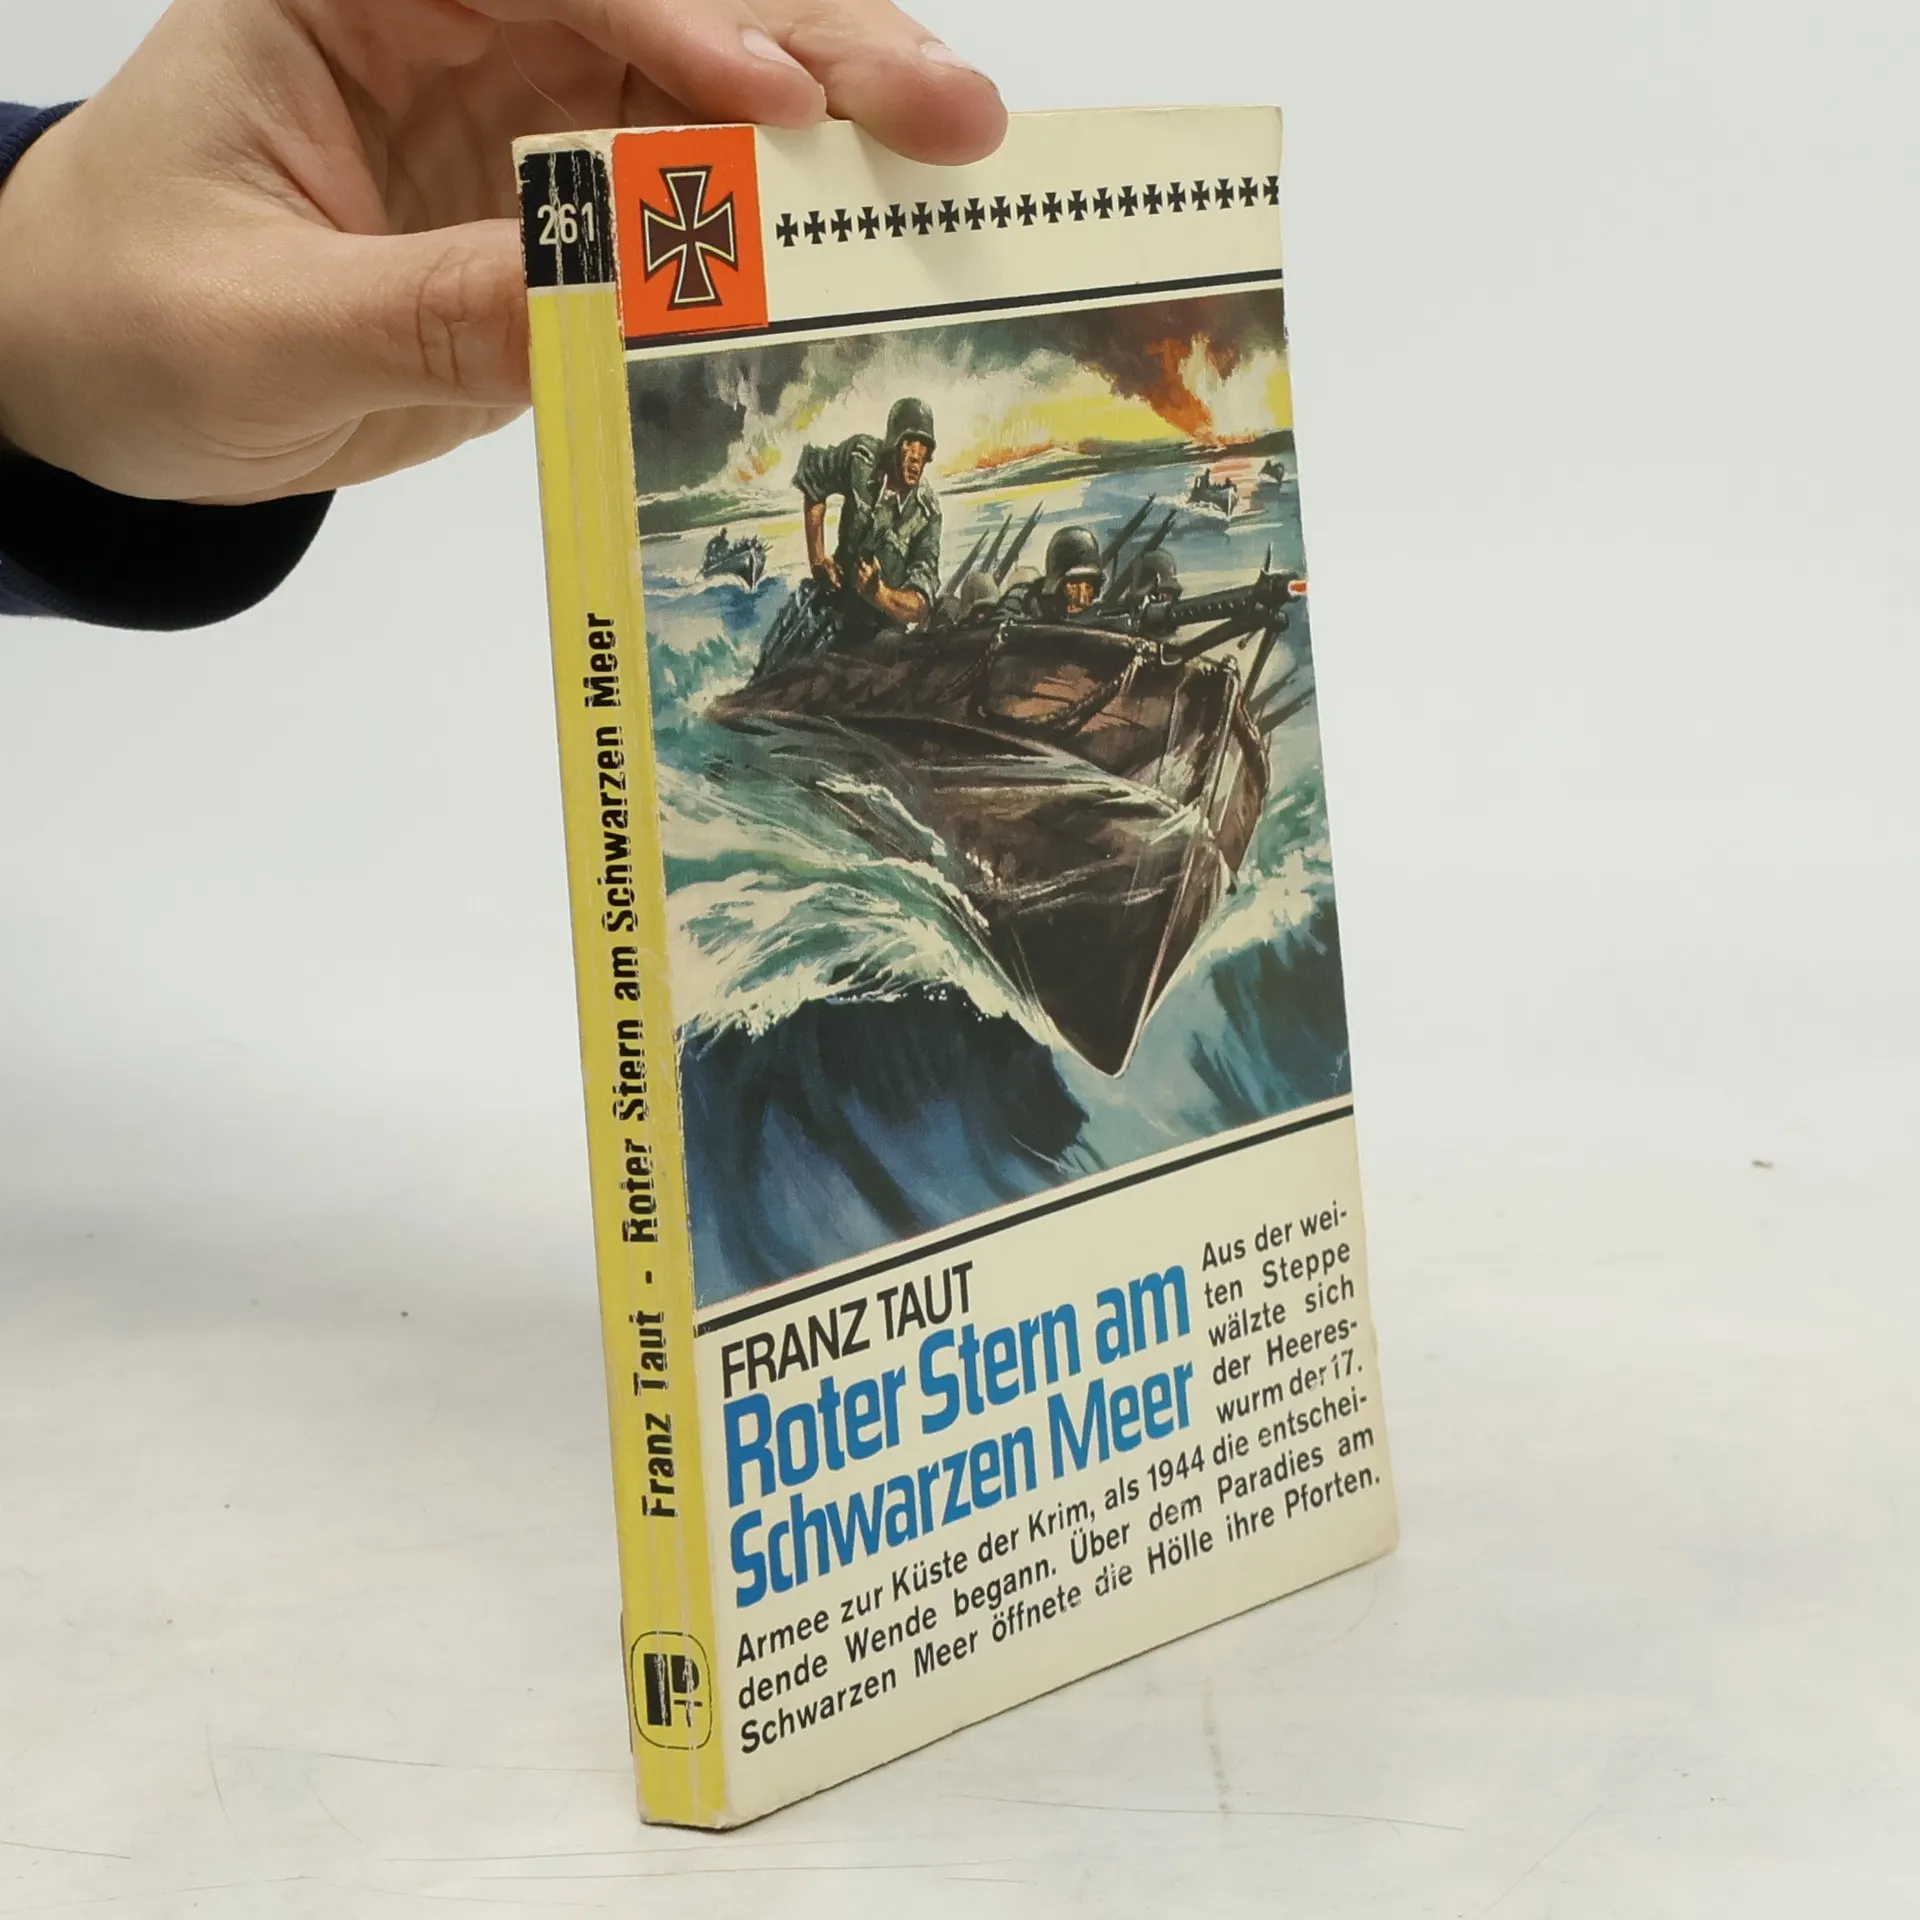 261
Franz Taut - Roter Stern am Schwarzen Meer
FRANZ TAUT
Roter Stern am
Schwarzen Meer
Aus der wei-
ten Steppe
wälzte sich
der Heeres-
wurm der 17.
Armee zur Küste der Krim, als 1944 die entschei-
dende Wende begann. Über dem Paradies am
Schwarzen Meer öffnete die Hölle ihre Pforten.